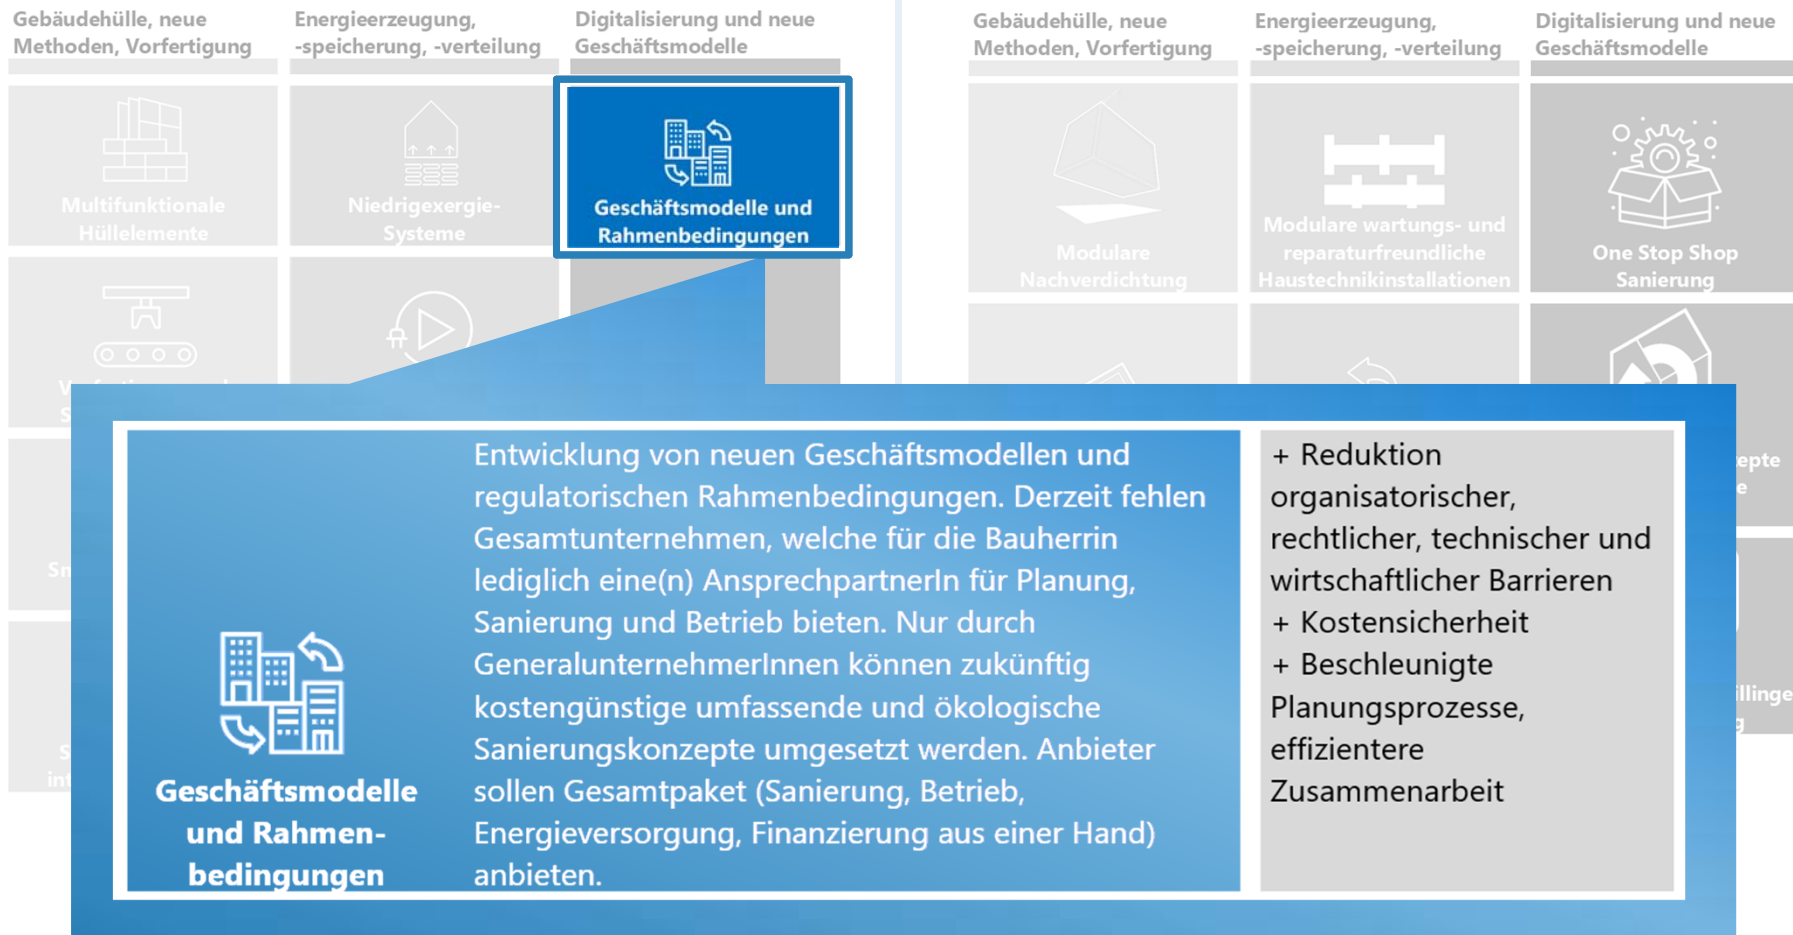 Gebäudehülle, neue
Methoden, Vorfertigung
Energieerzeugung,
-speicherung, -verteilung
Digitalisierung und neue
Geschäftsmodelle
Gebäudehülle, neue
Methoden, Vorfertigung
Energieerzeugung,
-speicherung, -verteilung
Digitalisierung und neue
Geschäftsmodelle
Multifunktionale
Hüllelemente
Niedrigexergie-
Systeme
Geschäftsmodelle und
Rahmenbedingungen
Modulare
Nachverdichtung
Modulare wartungs- und
reparaturfreundliche
Haustechnikinstallationen
One Stop Shop
Sanierung
Geschäftsmodelle
und Rahmen-
bedingungen
Entwicklung von neuen Geschäftsmodellen und
regulatorischen Rahmenbedingungen. Derzeit fehlen
Gesamtunternehmen, welche für die Bauherrin
lediglich eine(n) AnsprechpartnerIn für Planung,
Sanierung und Betrieb bieten. Nur durch
GeneralunternehmerInnen können zukünftig
kostengünstige umfassende und ökologische
Sanierungskonzepte umgesetzt werden. Anbieter
sollen Gesamtpaket (Sanierung, Betrieb,
Energieversorgung, Finanzierung aus einer Hand)
anbieten.
+ Reduktion
organisatorischer,
rechtlicher, technischer und
wirtschaftlicher Barrieren
+ Kostensicherheit
+ Beschleunigte
Planungsprozesse,
effizientere
Zusammenarbeit